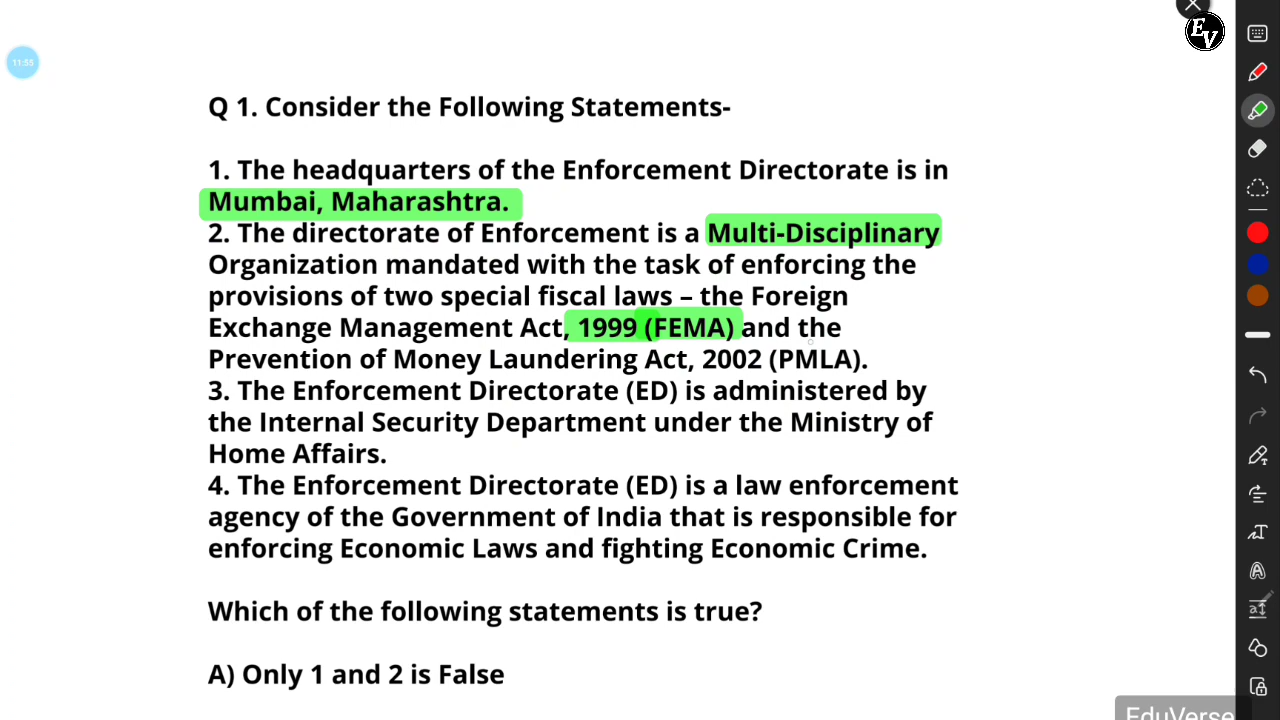 EV
11:55
Q 1. Consider the Following Statements-
1. The headquarters of the Enforcement Directorate is in
Mumbai, Maharashtra.
2. The directorate of Enforcement is a Multi-Disciplinary
Organization mandated with the task of enforcing the
provisions of two special fiscal laws – the Foreign
Exchange Management Act, 1999 (FEMA) and the
Prevention of Money Laundering Act, 2002 (PMLA).
3. The Enforcement Directorate (ED) is administered by
the Internal Security Department under the Ministry of
Home Affairs.
4. The Enforcement Directorate (ED) is a law enforcement
agency of the Government of India that is responsible for
enforcing Economic Laws and fighting Economic Crime.
Which of the following statements is true?
A) Only 1 and 2 is False
EduVerse